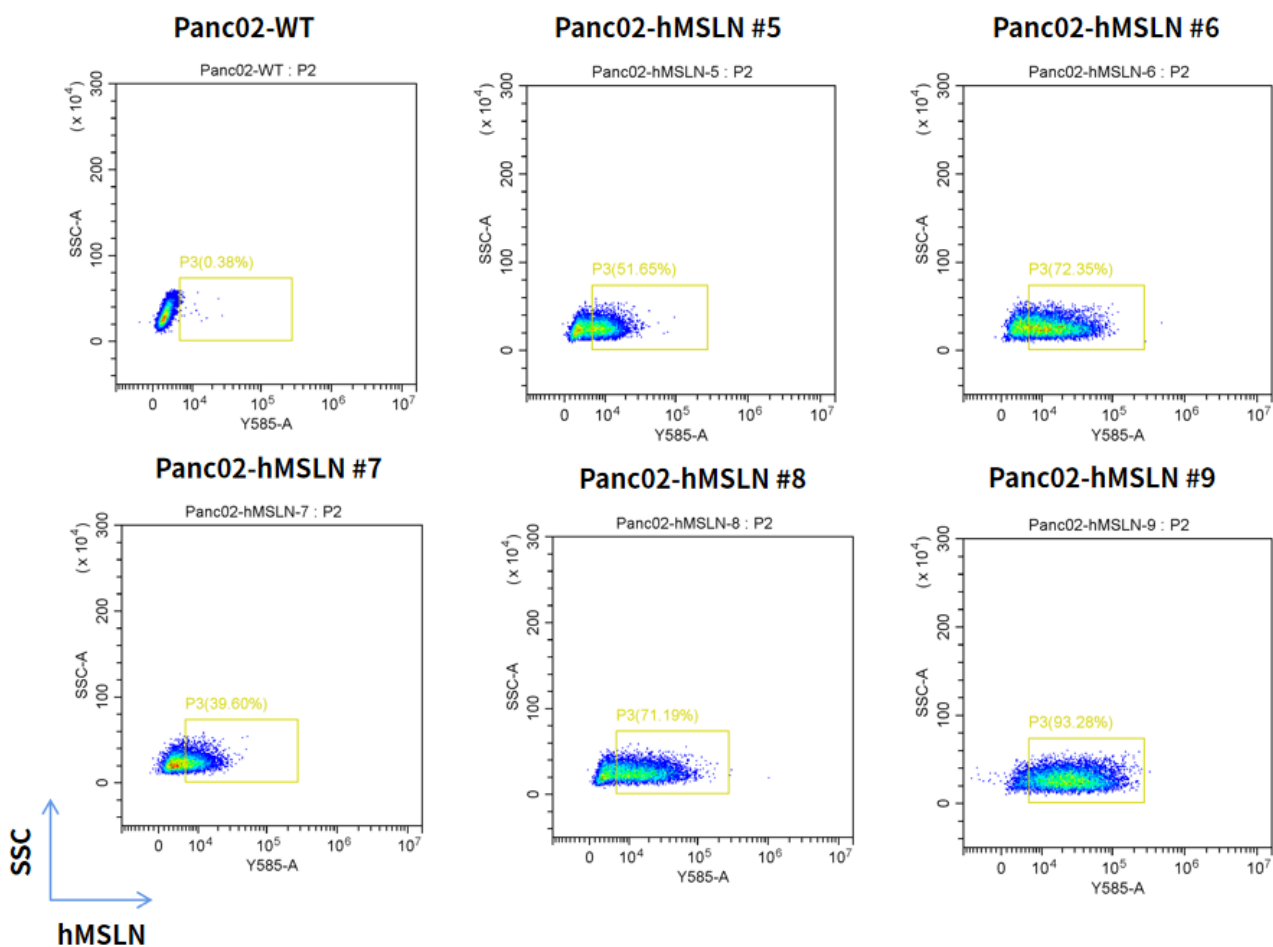 Panc02-WT
Panc02-WT : P2
(x 10⁴)
300
200
100
0
SSC-A
P3(0.38%)
0 10⁴ 10⁵ 10⁶ 10⁷
Y585-A
Panc02-hMSLN #5
Panc02-hMSLN-5 : P2
(x 10⁴)
300
200
100
0
SSC-A
P3(51.65%)
0 10⁴ 10⁵ 10⁶ 10⁷
Y585-A
Panc02-hMSLN #6
Panc02-hMSLN-6 : P2
(x 10⁴)
300
200
100
0
SSC-A
P3(72.35%)
0 10⁴ 10⁵ 10⁶ 10⁷
Y585-A
Panc02-hMSLN #7
Panc02-hMSLN-7 : P2
(x 10⁴)
300
200
100
0
SSC-A
P3(39.60%)
0 10⁴ 10⁵ 10⁶ 10⁷
Y585-A
Panc02-hMSLN #8
Panc02-hMSLN-8 : P2
(x 10⁴)
300
200
100
0
SSC-A
P3(71.19%)
0 10⁴ 10⁵ 10⁶ 10⁷
Y585-A
Panc02-hMSLN #9
Panc02-hMSLN-9 : P2
(x 10⁴)
300
200
100
0
SSC-A
P3(93.28%)
0 10⁴ 10⁵ 10⁶ 10⁷
Y585-A
SSC
hMSLN